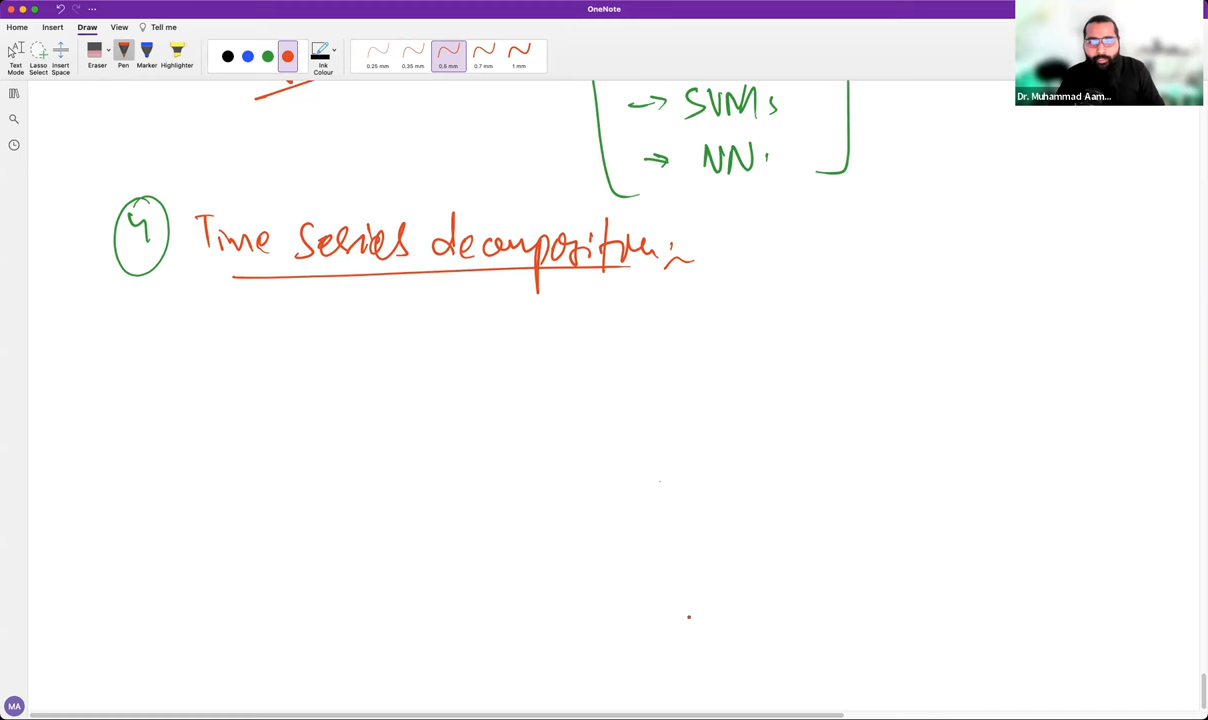 OneNote
Home Insert Draw View Tell me
Text Mode
Lasso Select
Insert Space
Eraser
Pen
Marker
Highlighter
Ink Colour
0.25 mm
0.35 mm
0.5 mm
0.7 mm
1 mm
Dr. Muhammad Aam...
→ SVMs
→ NN.
4 Time Series decomposition:~
MA